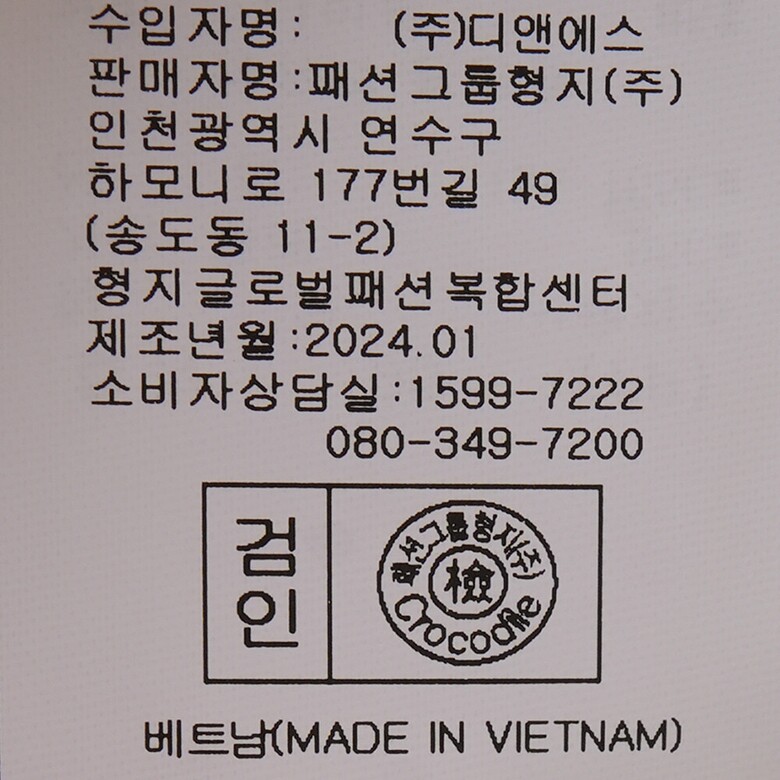 수입자명: (주)디앤에스
판매자명:패션그룹형지(주)
인천광역시 연수구
하모니로 177번길 49
(송도동 11-2)
형지글로벌패션복합센터
제조년월:2024.01
소비자상담실:1599-7222
080-349-7200
검인
패션그룹형지(주)
檢
Crocodile
베트남(MADE IN VIETNAM)